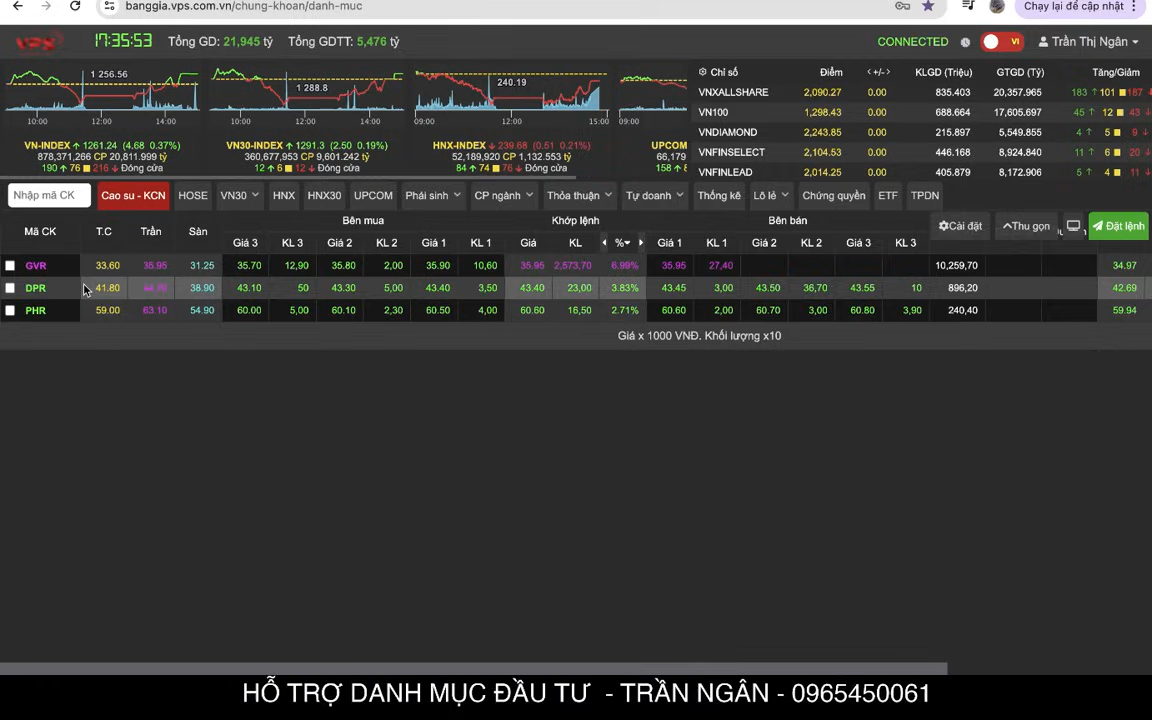 banggia.vps.com.vn/chung-khoan/danh-muc Chạy lại để cập nhật
VPS 17:35:53 Tổng GD: 21,945 tỷ Tổng GDTT: 5,476 tỷ CONNECTED VI Trần Thị Ngân
1 256.56 1 288.8 240.19
10:00 12:00 14:00 10:00 12:00 14:00 09:00 12:00 15:00 09:00
VN-INDEX 1261.24 (4.68 0.37%) VN30-INDEX 1291.3 (2.50 0.19%) HNX-INDEX 239.68 (0.51 0.21%) UPCOM
878,371,266 CP 20,811.999 tỷ 360,677,953 CP 9,601.242 tỷ 52,189,920 CP 1,132.553 tỷ 66,179
190 76 216 Đóng cửa 12 6 12 Đóng cửa 84 74 76 Đóng cửa 158
Chỉ số Điểm <+/-> KLGD (Triệu) GTGD (Tỷ) Tăng/Giảm
VNXALLSHARE 2,090.27 0.00 835.403 20,357.965 183 101 187
VN100 1,298.43 0.00 688.664 17,605.697 45 12 43
VNDIAMOND 2,243.85 0.00 215.897 5,549.855 4 5 9
VNFINSELECT 2,104.53 0.00 446.168 8,924.840 11 6 20
VNFINLEAD 2,014.25 0.00 405.879 8,172.906 5 4 11
Nhập mã CK Cao su - KCN HOSE VN30 HNX HNX30 UPCOM Phái sinh CP ngành Thỏa thuận Tự doanh Thống kê Lô lẻ Chứng quyền ETF TPDN
Mã CK T.C Trần Sàn Bên mua Khớp lệnh Bên bán Cài đặt Thu gọn Đặt lệnh
Giá 3 KL 3 Giá 2 KL 2 Giá 1 KL 1 Giá KL % Giá 1 KL 1 Giá 2 KL 2 Giá 3 KL 3
GVR 33.60 35.95 31.25 35.70 12,90 35.80 2,00 35.90 10,60 35.95 2,573,70 6.99% 35.95 27,40 10,259,70 34.97
DPR 41.80 44.70 38.90 43.10 50 43.30 5,00 43.40 3,50 43.40 23,00 3.83% 43.45 3,00 43.50 36,70 43.55 10 896,20 42.69
PHR 59.00 63.10 54.90 60.00 5,00 60.10 2,30 60.50 4,00 60.60 16,50 2.71% 60.60 2,00 60.70 3,00 60.80 3,90 240,40 59.94
Giá x 1000 VNĐ. Khối lượng x10
HỖ TRỢ DANH MỤC ĐẦU TƯ - TRẦN NGÂN - 0965450061